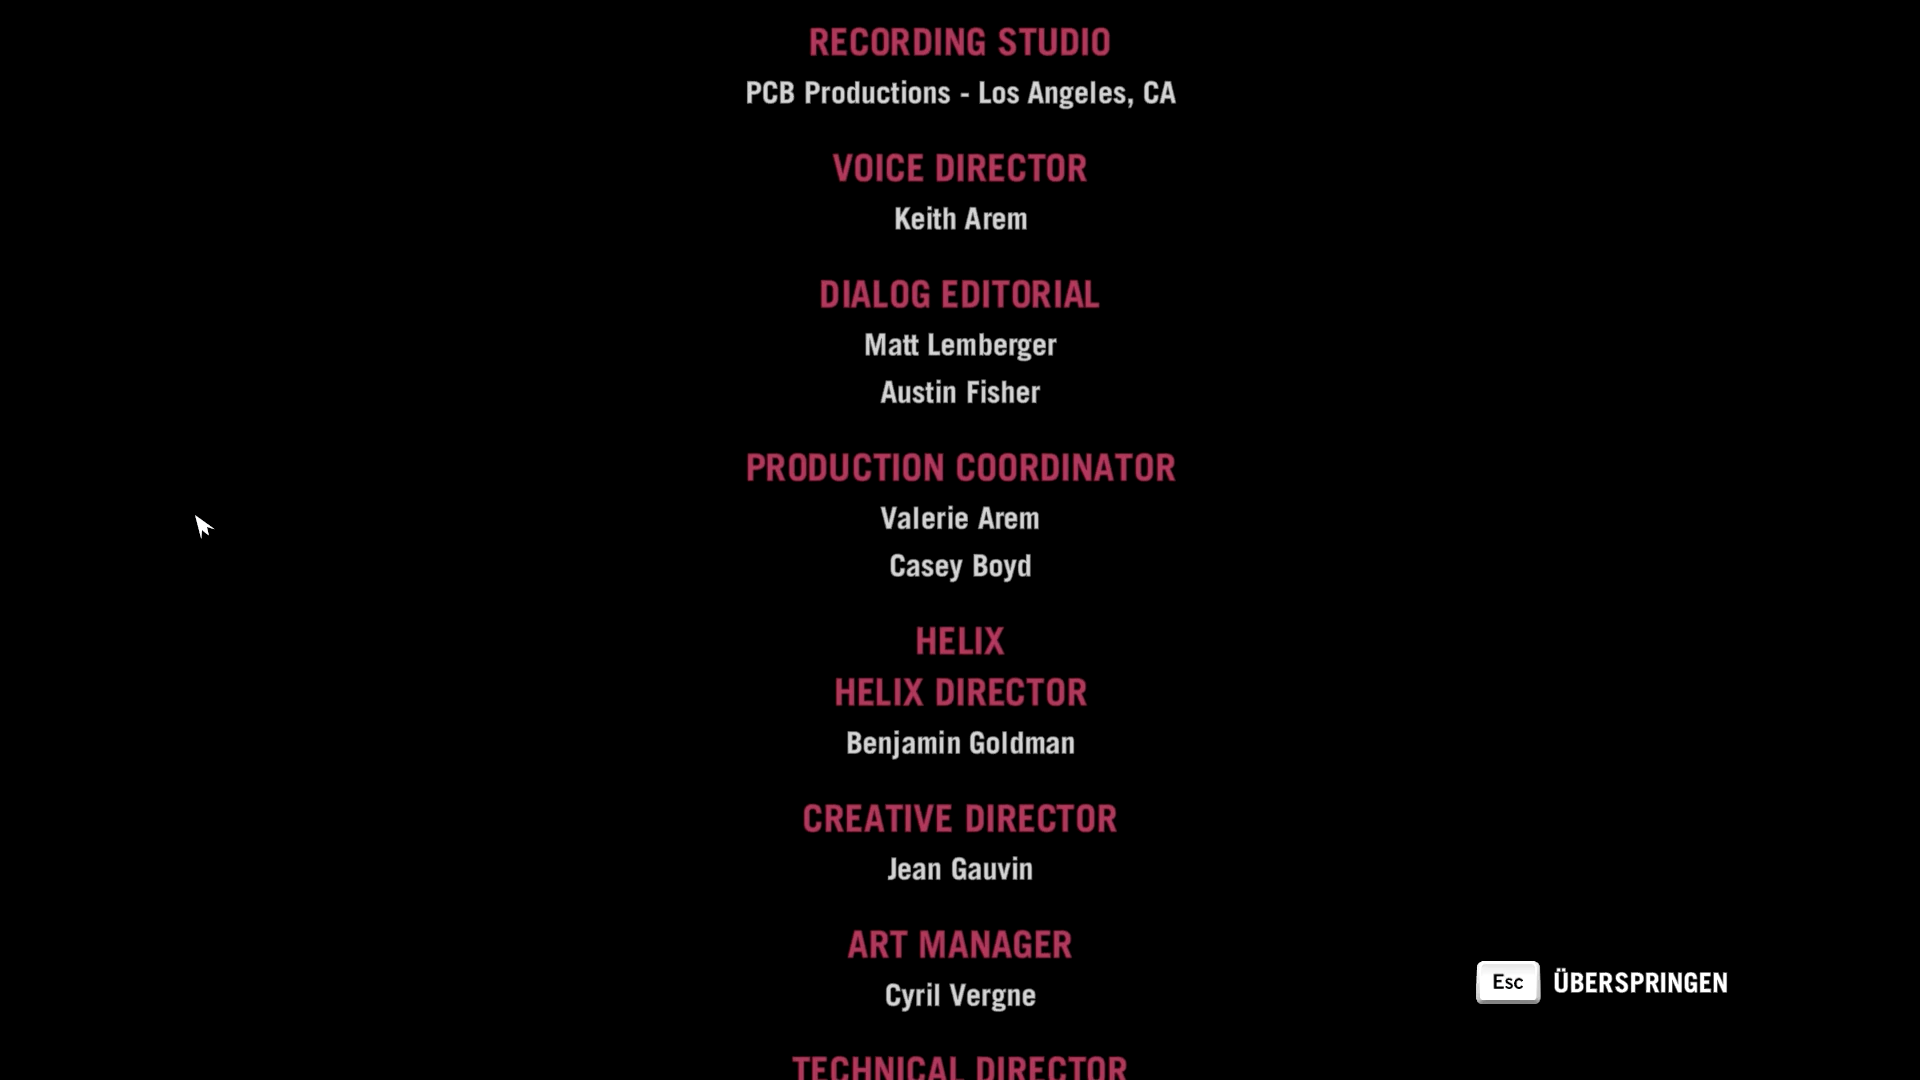 RECORDING STUDIO
PCB Productions - Los Angeles, CA
VOICE DIRECTOR
Keith Arem
DIALOG EDITORIAL
Matt Lemberger
Austin Fisher
PRODUCTION COORDINATOR
Valerie Arem
Casey Boyd
HELIX
HELIX DIRECTOR
Benjamin Goldman
CREATIVE DIRECTOR
Jean Gauvin
ART MANAGER
Cyril Vergne
Esc ÜBERSPRINGEN
TECHNICAL DIRECTOR